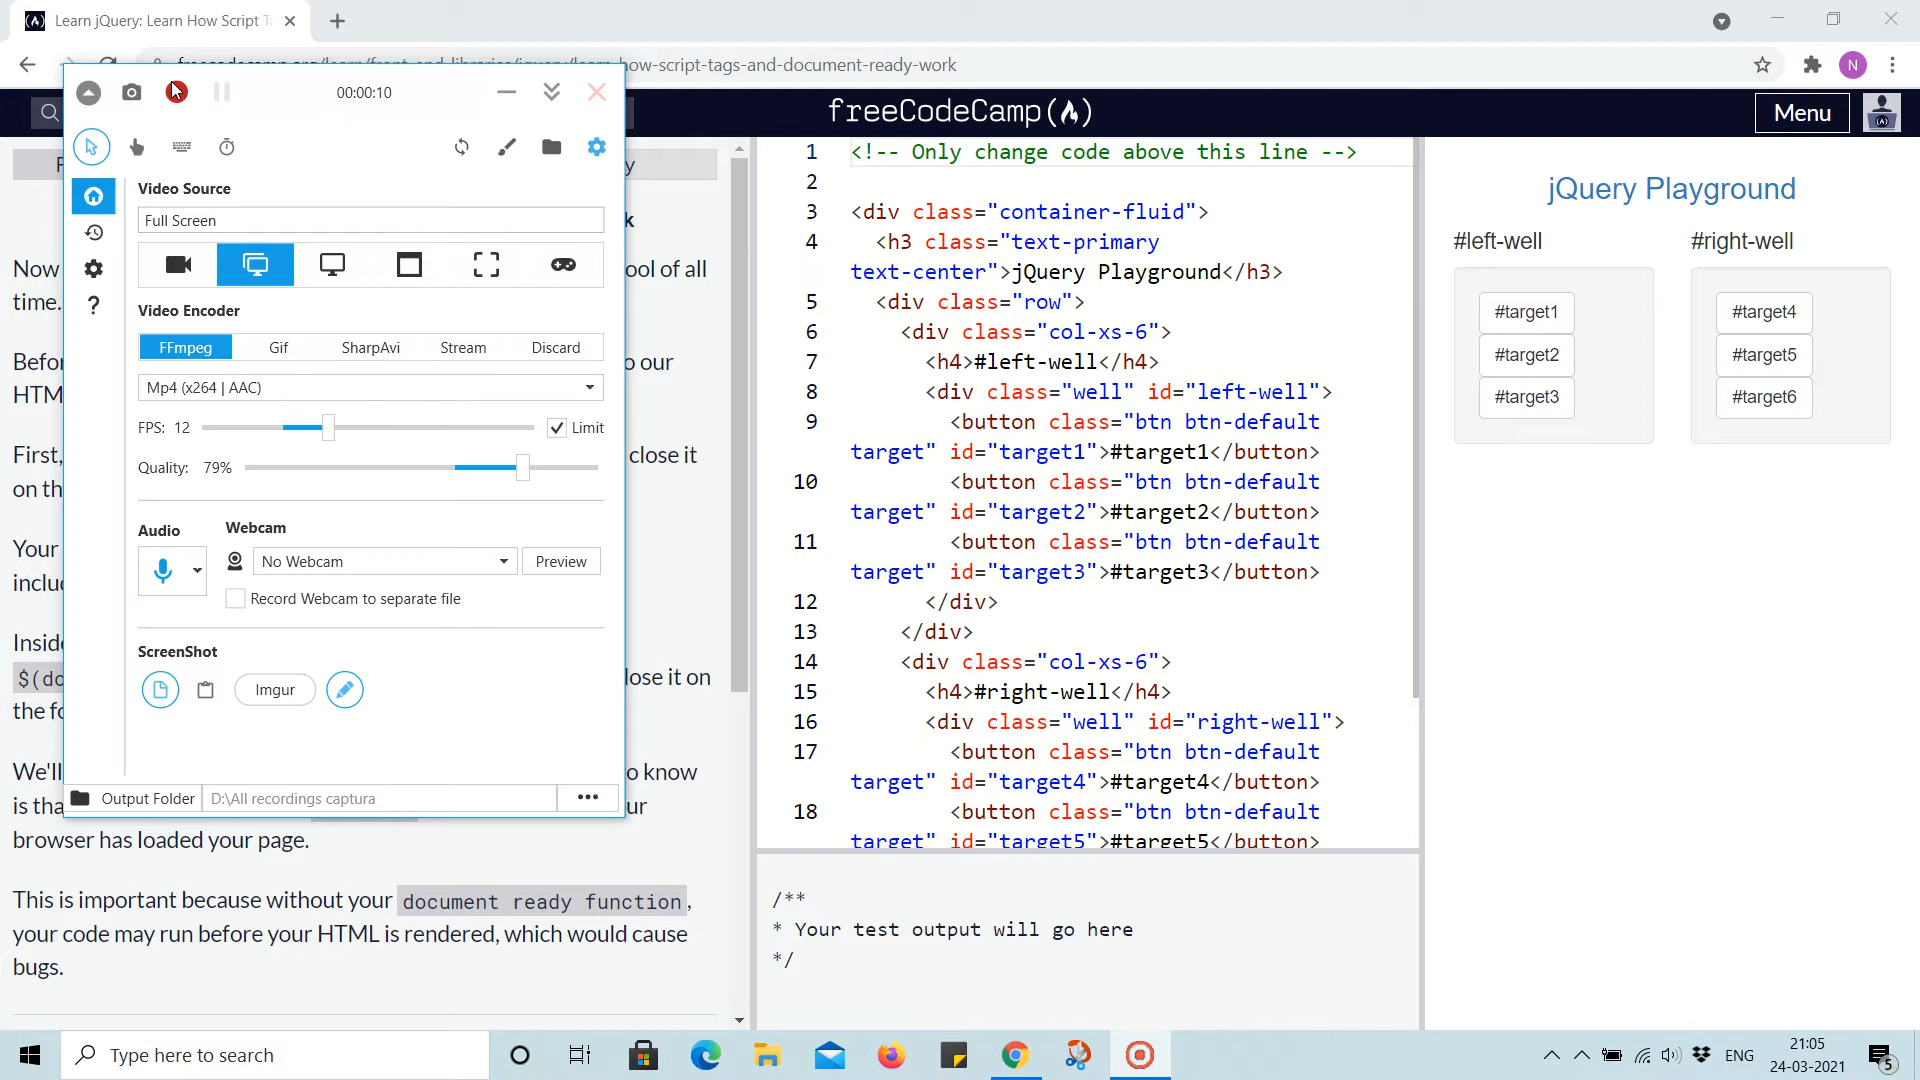 Learn jQuery: Learn How Script T
freecodecamp.org/learn/front-end-libraries/jquery/learn-how-script-tags-and-document-ready-work
N
freeCodeCamp
Menu
00:00:10
Video Source
Full Screen
Video Encoder
FFmpeg Gif SharpAvi Stream Discard
Mp4 (x264 | AAC)
FPS: 12
Limit
Quality: 79%
Audio
Webcam
No Webcam
Preview
Record Webcam to separate file
ScreenShot
Imgur
Output Folder
D:\All recordings captura
y
k
Now
ool of all
time.
Befor
o our
HTM
First,
close it
on th
Your
inclu
Inside
$(do
lose it on
the fo
We'll
o know
is tha
ur
browser has loaded your page.
This is important because without your document ready function,
your code may run before your HTML is rendered, which would cause
bugs.
1 <!-- Only change code above this line -->
2
3 <div class="container-fluid">
4 <h3 class="text-primary
text-center">jQuery Playground</h3>
5 <div class="row">
6 <div class="col-xs-6">
7 <h4>#left-well</h4>
8 <div class="well" id="left-well">
9 <button class="btn btn-default
target" id="target1">#target1</button>
10 <button class="btn btn-default
target" id="target2">#target2</button>
11 <button class="btn btn-default
target" id="target3">#target3</button>
12 </div>
13 </div>
14 <div class="col-xs-6">
15 <h4>#right-well</h4>
16 <div class="well" id="right-well">
17 <button class="btn btn-default
target" id="target4">#target4</button>
18 <button class="btn btn-default
target" id="target5">#target5</button>
/**
* Your test output will go here
*/
jQuery Playground
#left-well
#right-well
#target1
#target4
#target2
#target5
#target3
#target6
Type here to search
ENG
21:05
24-03-2021
5